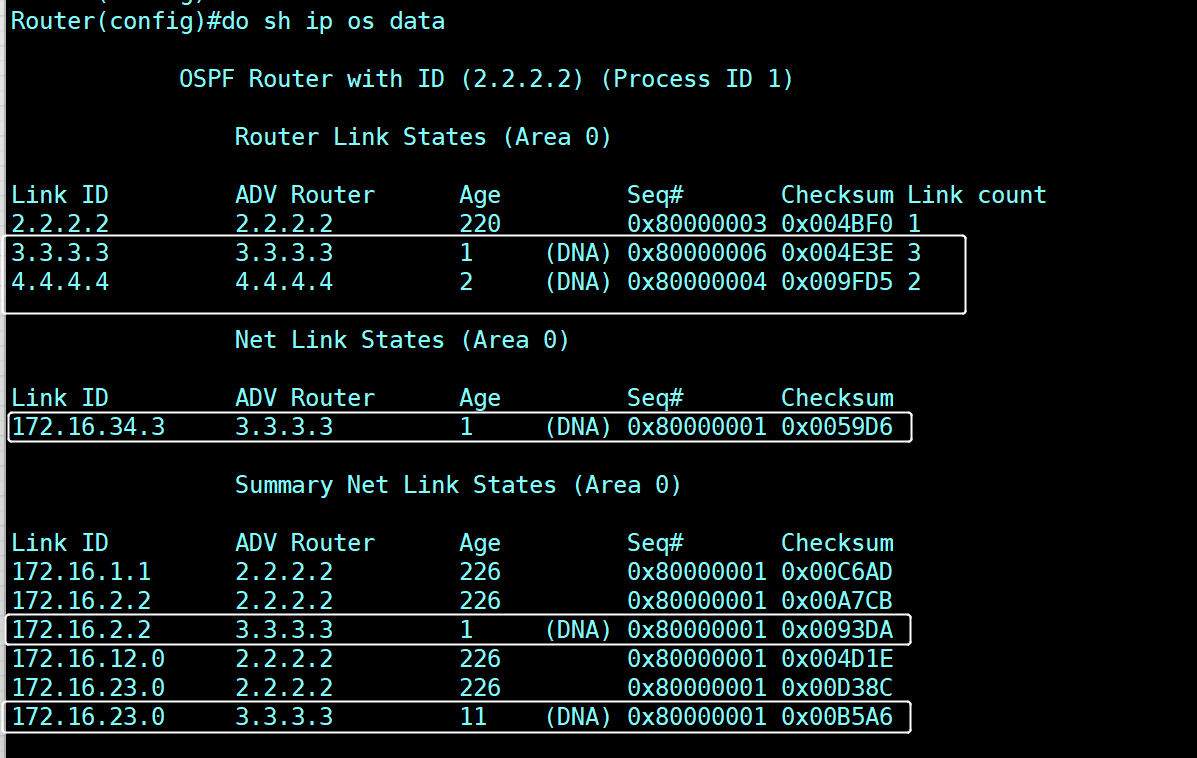 Router(config)#do sh ip os data
OSPF Router with ID (2.2.2.2) (Process ID 1)
Router Link States (Area 0)
Link ID ADV Router Age Seq# Checksum Link count
2.2.2.2 2.2.2.2 220 0x80000003 0x004BF0 1
3.3.3.3 3.3.3.3 1 (DNA) 0x80000006 0x004E3E 3
4.4.4.4 4.4.4.4 2 (DNA) 0x80000004 0x009FD5 2
Net Link States (Area 0)
Link ID ADV Router Age Seq# Checksum
172.16.34.3 3.3.3.3 1 (DNA) 0x80000001 0x0059D6
Summary Net Link States (Area 0)
Link ID ADV Router Age Seq# Checksum
172.16.1.1 2.2.2.2 226 0x80000001 0x00C6AD
172.16.2.2 2.2.2.2 226 0x80000001 0x00A7CB
172.16.2.2 3.3.3.3 1 (DNA) 0x80000001 0x0093DA
172.16.12.0 2.2.2.2 226 0x80000001 0x004D1E
172.16.23.0 2.2.2.2 226 0x80000001 0x00D38C
172.16.23.0 3.3.3.3 11 (DNA) 0x80000001 0x00B5A6